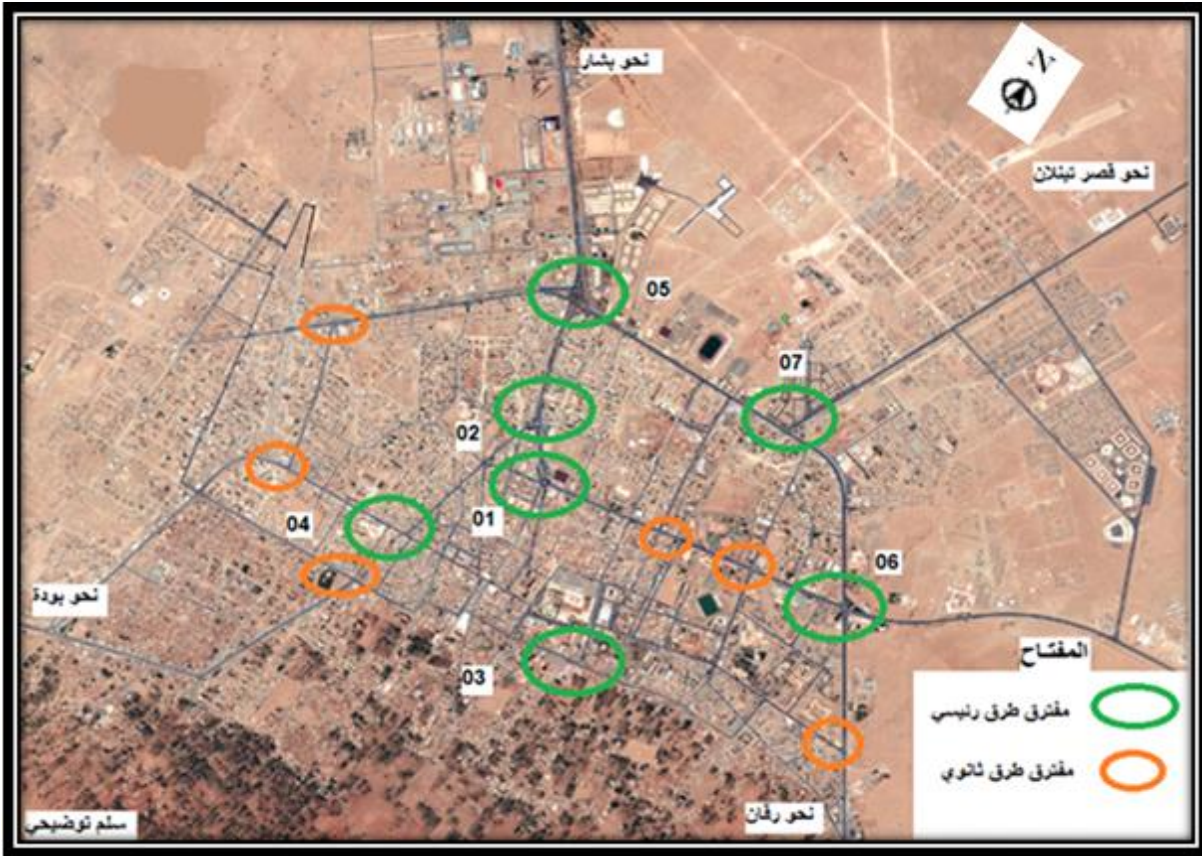 نحو بشار
N
نحو قصر تينلان
05
07
02
01
04
06
نحو بودة
03
المفتاح
مفترق طرق رئيسي
مفترق طرق ثانوي
نحو رقان
سلم توضيحي